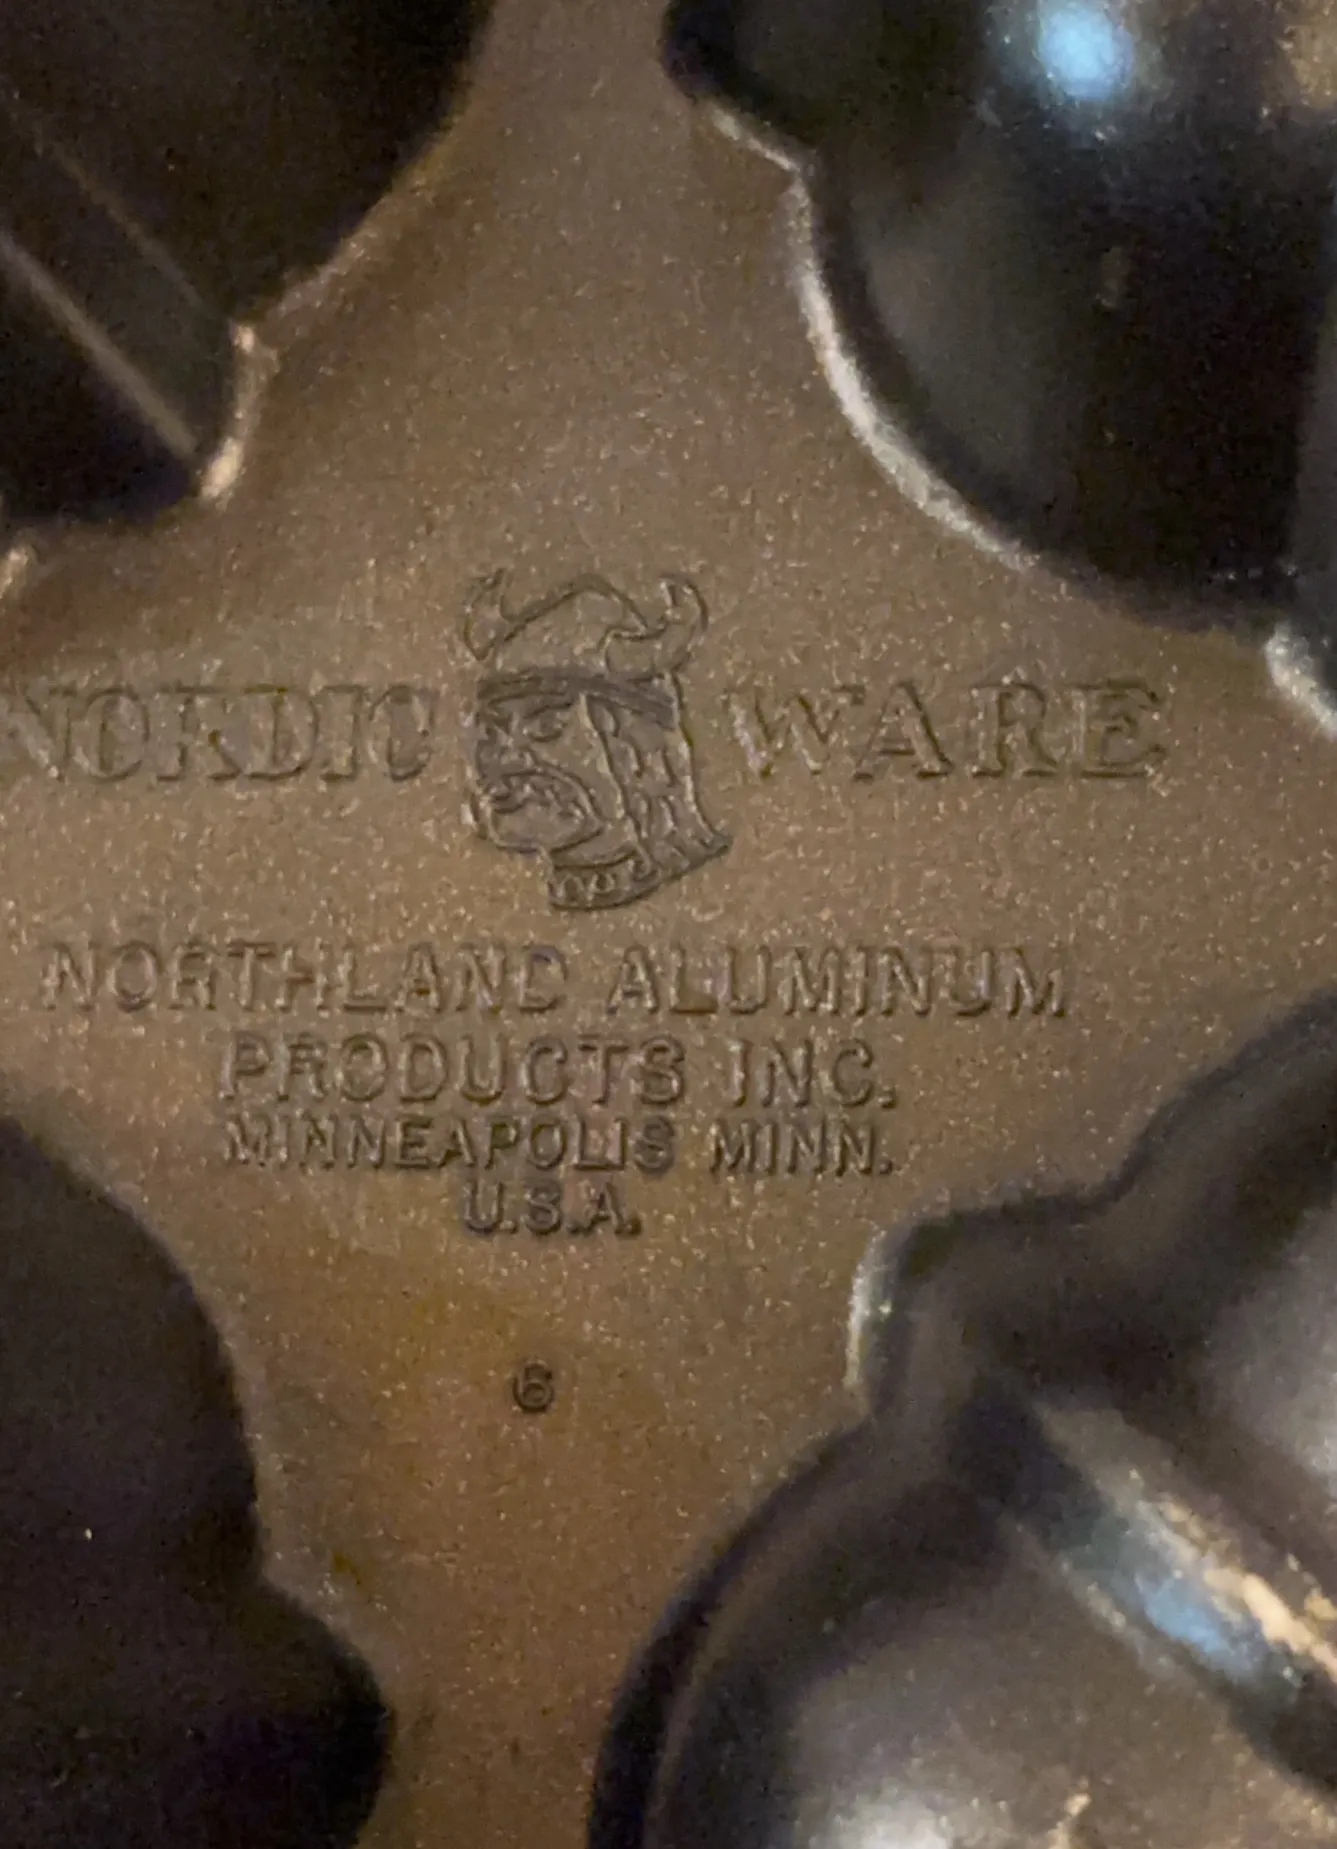 NORDIC WARE
NORTHLAND ALUMINUM
PRODUCTS INC.
MINNEAPOLIS MINN.
U.S.A.
6